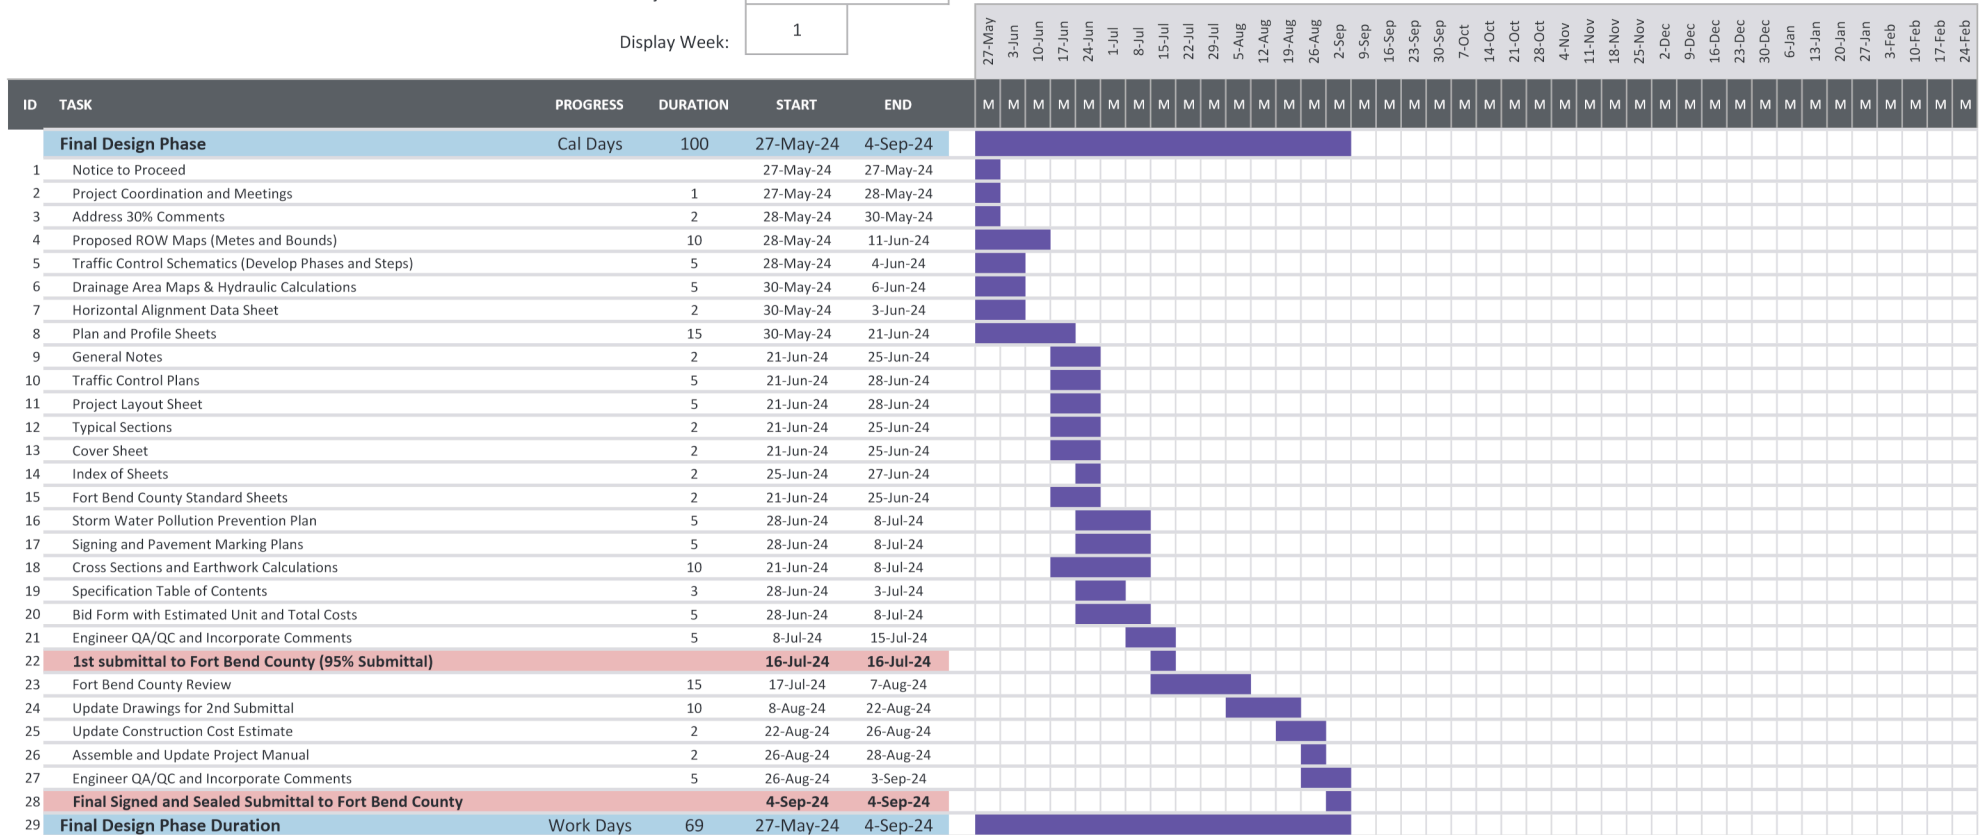 Display Week: 1
27-May 3-Jun 10-Jun 17-Jun 24-Jun 1-Jul 8-Jul 15-Jul 22-Jul 29-Jul 5-Aug 12-Aug 19-Aug 26-Aug 2-Sep 9-Sep 16-Sep 23-Sep 30-Sep 7-Oct 14-Oct 21-Oct 28-Oct 4-Nov 11-Nov 18-Nov 25-Nov 2-Dec 9-Dec 16-Dec 23-Dec 30-Dec 6-Jan 13-Jan 20-Jan 27-Jan 3-Feb 10-Feb 17-Feb 24-Feb
ID TASK PROGRESS DURATION START END M M M M M M M M M M M M M M M M M M M M M M M M M M M M M M M M M M M M M M M M
Final Design Phase Cal Days 100 27-May-24 4-Sep-24
1 Notice to Proceed 27-May-24 27-May-24
2 Project Coordination and Meetings 1 27-May-24 28-May-24
3 Address 30% Comments 2 28-May-24 30-May-24
4 Proposed ROW Maps (Metes and Bounds) 10 28-May-24 11-Jun-24
5 Traffic Control Schematics (Develop Phases and Steps) 5 28-May-24 4-Jun-24
6 Drainage Area Maps & Hydraulic Calculations 5 30-May-24 6-Jun-24
7 Horizontal Alignment Data Sheet 2 30-May-24 3-Jun-24
8 Plan and Profile Sheets 15 30-May-24 21-Jun-24
9 General Notes 2 21-Jun-24 25-Jun-24
10 Traffic Control Plans 5 21-Jun-24 28-Jun-24
11 Project Layout Sheet 5 21-Jun-24 28-Jun-24
12 Typical Sections 2 21-Jun-24 25-Jun-24
13 Cover Sheet 2 21-Jun-24 25-Jun-24
14 Index of Sheets 2 25-Jun-24 27-Jun-24
15 Fort Bend County Standard Sheets 2 21-Jun-24 25-Jun-24
16 Storm Water Pollution Prevention Plan 5 28-Jun-24 8-Jul-24
17 Signing and Pavement Marking Plans 5 28-Jun-24 8-Jul-24
18 Cross Sections and Earthwork Calculations 10 21-Jun-24 8-Jul-24
19 Specification Table of Contents 3 28-Jun-24 3-Jul-24
20 Bid Form with Estimated Unit and Total Costs 5 28-Jun-24 8-Jul-24
21 Engineer QA/QC and Incorporate Comments 5 8-Jul-24 15-Jul-24
22 1st submittal to Fort Bend County (95% Submittal) 16-Jul-24 16-Jul-24
23 Fort Bend County Review 15 17-Jul-24 7-Aug-24
24 Update Drawings for 2nd Submittal 10 8-Aug-24 22-Aug-24
25 Update Construction Cost Estimate 2 22-Aug-24 26-Aug-24
26 Assemble and Update Project Manual 2 26-Aug-24 28-Aug-24
27 Engineer QA/QC and Incorporate Comments 5 26-Aug-24 3-Sep-24
28 Final Signed and Sealed Submittal to Fort Bend County 4-Sep-24 4-Sep-24
29 Final Design Phase Duration Work Days 69 27-May-24 4-Sep-24